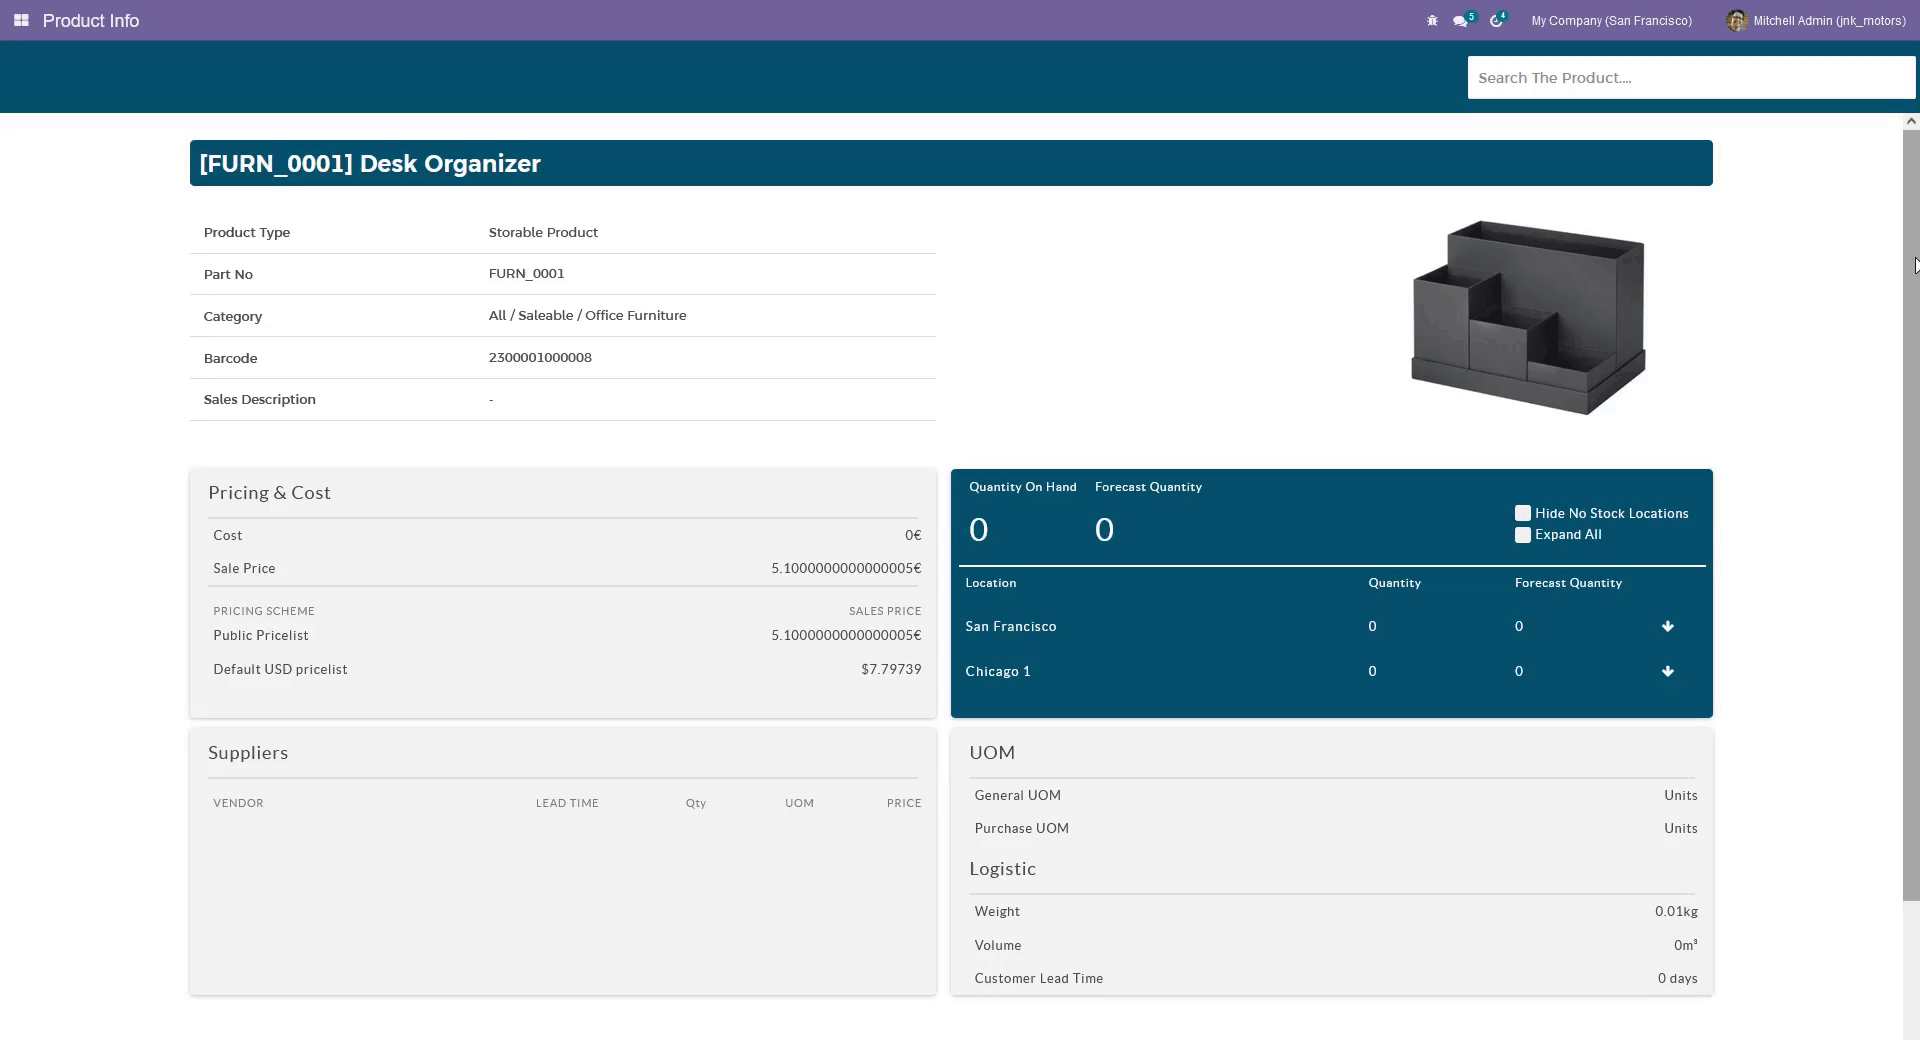 Product Info
5
4
My Company (San Francisco)
Mitchell Admin (jnk_motors)
Search The Product....
[FURN_0001] Desk Organizer
Product Type Storable Product
Part No FURN_0001
Category All / Saleable / Office Furniture
Barcode 2300001000008
Sales Description -
Pricing & Cost
Cost 0€
Sale Price 5.1000000000000005€
PRICING SCHEME SALES PRICE
Public Pricelist 5.1000000000000005€
Default USD pricelist $7.79739
Quantity On Hand Forecast Quantity
0 0
Hide No Stock Locations
Expand All
Location Quantity Forecast Quantity
San Francisco 0 0
Chicago 1 0 0
Suppliers
VENDOR LEAD TIME Qty UOM PRICE
UOM
General UOM Units
Purchase UOM Units
Logistic
Weight 0.01kg
Volume 0m³
Customer Lead Time 0 days